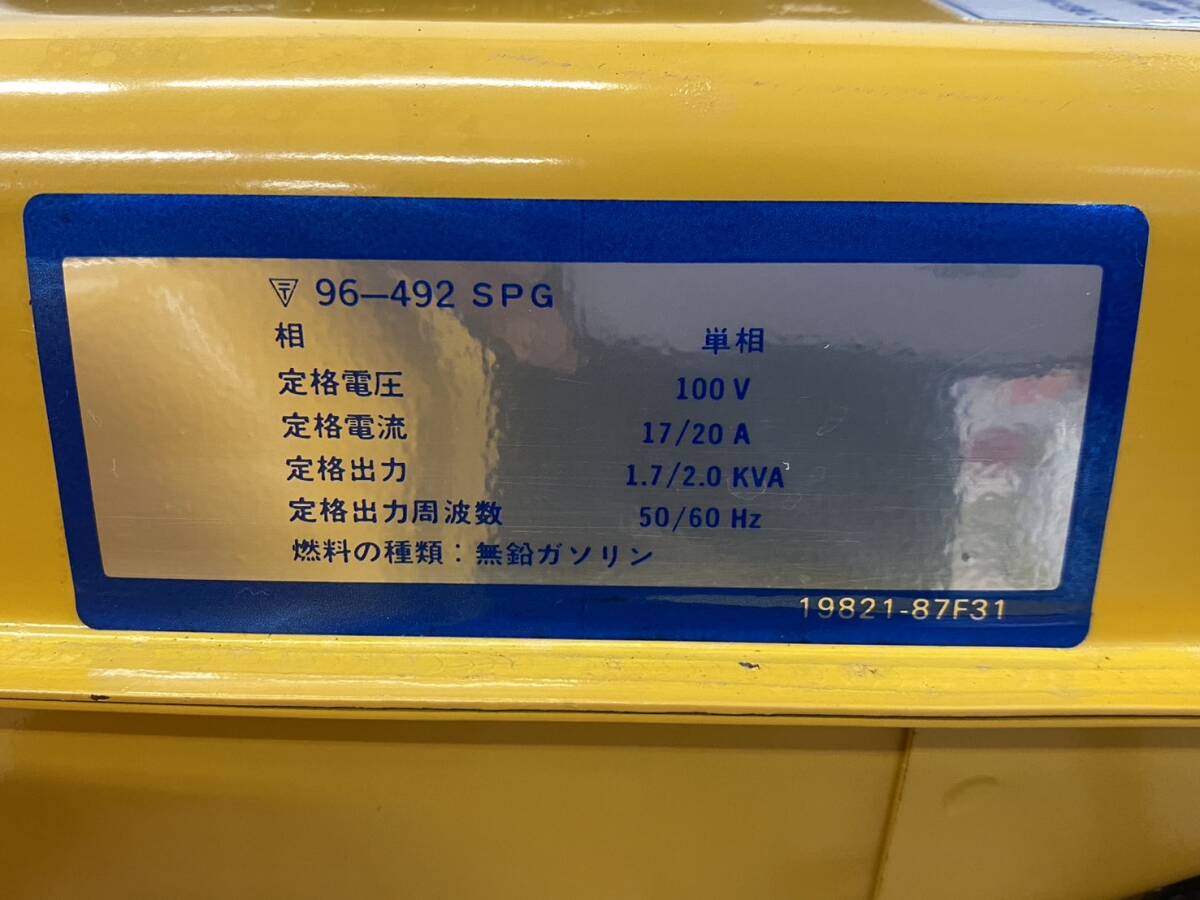 〒 96-492 SPG
相 単相
定格電圧 100 V
定格電流 17/20 A
定格出力 1.7/2.0 KVA
定格出力周波数 50/60 Hz
燃料の種類：無鉛ガソリン
19821-87F31